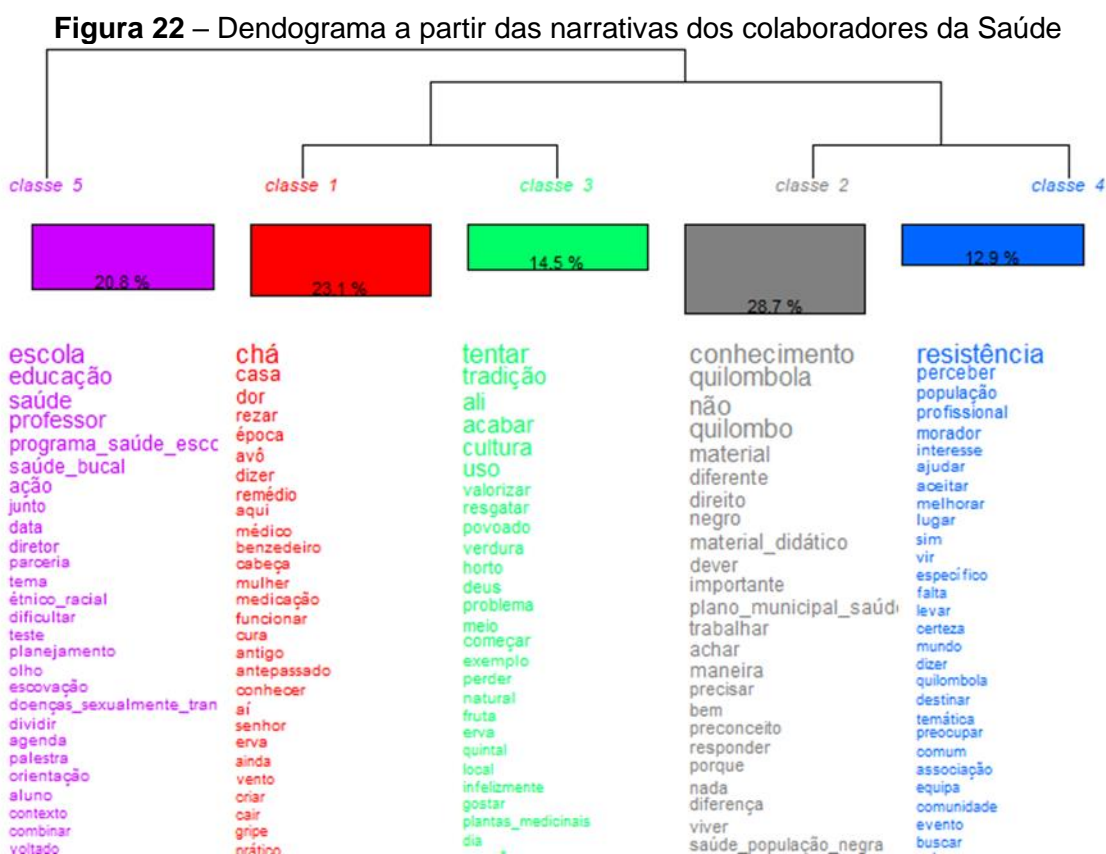 Figura 22 – Dendograma a partir das narrativas dos colaboradores da Saúde
classe 5
classe 1
classe 3
classe 2
classe 4
20.8 %
23.1 %
14.5 %
28.7 %
12.9 %
escola
educação
saúde
professor
programa_saúde_escc
saúde_bucal
ação
junto
data
diretor
parceria
tema
étnico_racial
dificultar
teste
planejamento
olho
escovação
doenças_sexualmente_tran
dividir
agenda
palestra
orientação
aluno
contexto
combinar
voltado
chá
casa
dor
rezar
época
avô
dizer
remédio
aqui
médico
benzedeiro
cabeça
mulher
medicação
funcionar
cura
antigo
antepassado
conhecer
aí
senhor
erva
ainda
vento
criar
cair
gripe
prático
tentar
tradição
ali
acabar
cultura
uso
valorizar
resgatar
povoado
verdura
horto
deus
problema
meio
começar
exemplo
perder
natural
fruta
erva
quintal
local
infelizmente
gostar
plantas_medicinais
dia
conhecimento
quilombola
não
quilombo
material
diferente
direito
negro
material_didático
dever
importante
plano_municipal_saúd
trabalhar
achar
maneira
precisar
bem
preconceito
responder
porque
nada
diferença
viver
saúde_população_negra
resistência
perceber
população
profissional
morador
interesse
ajudar
aceitar
melhorar
lugar
sim
vir
específico
falta
levar
certeza
mundo
dizer
quilombola
destinar
temática
preocupar
comum
associação
equipa
comunidade
evento
buscar